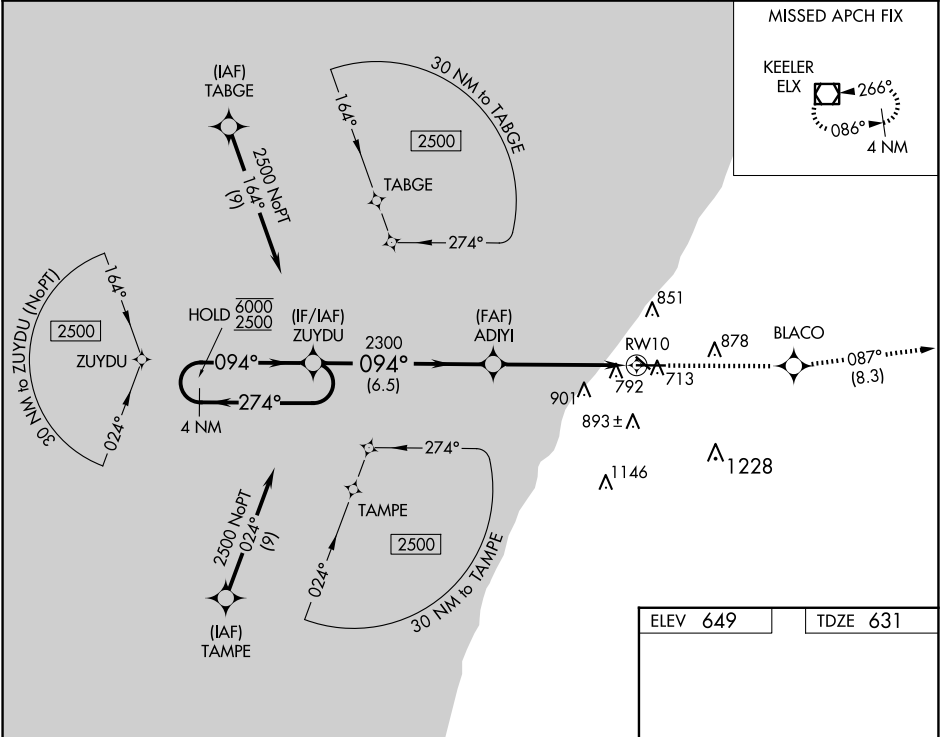 MISSED APCH FIX
KEELER
ELX
266°
086°
4 NM
(IAF)
TABGE
2500 NoPT
164°
(9)
30 NM to TABGE
164°
2500
TABGE
274°
30 NM to ZUYDU (NoPT)
164°
2500
ZUYDU
024°
HOLD
6000
2500
(IF/IAF)
ZUYDU
094°
274°
4 NM
2300
094°
(6.5)
(FAF)
ADIYI
851
RW10
878
BLACO
087°
(8.3)
792
713
901
893 ±
1146
1228
2500 NoPT
024°
(9)
(IAF)
TAMPE
274°
TAMPE
2500
024°
30 NM to TAMPE
ELEV 649
TDZE 631